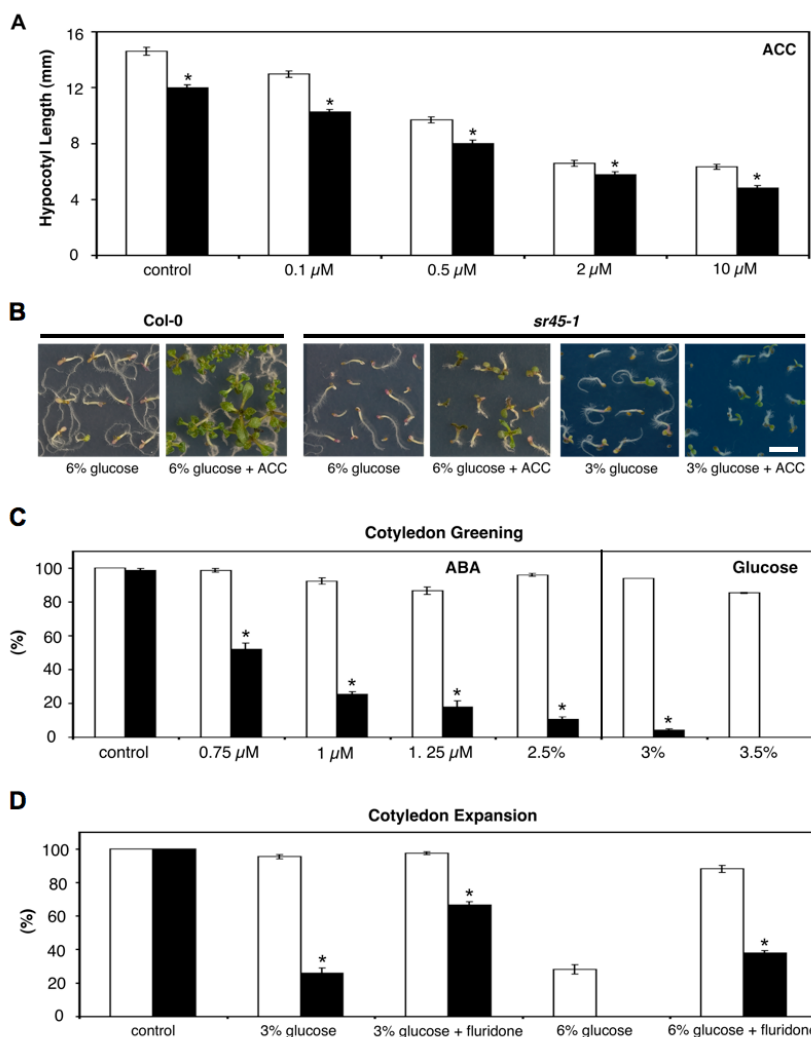 A
ACC
Hypocotyl Length (mm)
16
12
8
4
0
* * * * *
control 0.1 µM 0.5 µM 2 µM 10 µM
B
Col-0 sr45-1
6% glucose 6% glucose + ACC 6% glucose 6% glucose + ACC 3% glucose 3% glucose + ACC
C
Cotyledon Greening
ABA Glucose
(%)
100
80
60
40
20
0
* * * * *
control 0.75 µM 1 µM 1. 25 µM 2.5% 3% 3.5%
D
Cotyledon Expansion
(%)
100
80
60
40
20
0
* * *
control 3% glucose 3% glucose + fluridone 6% glucose 6% glucose + fluridone